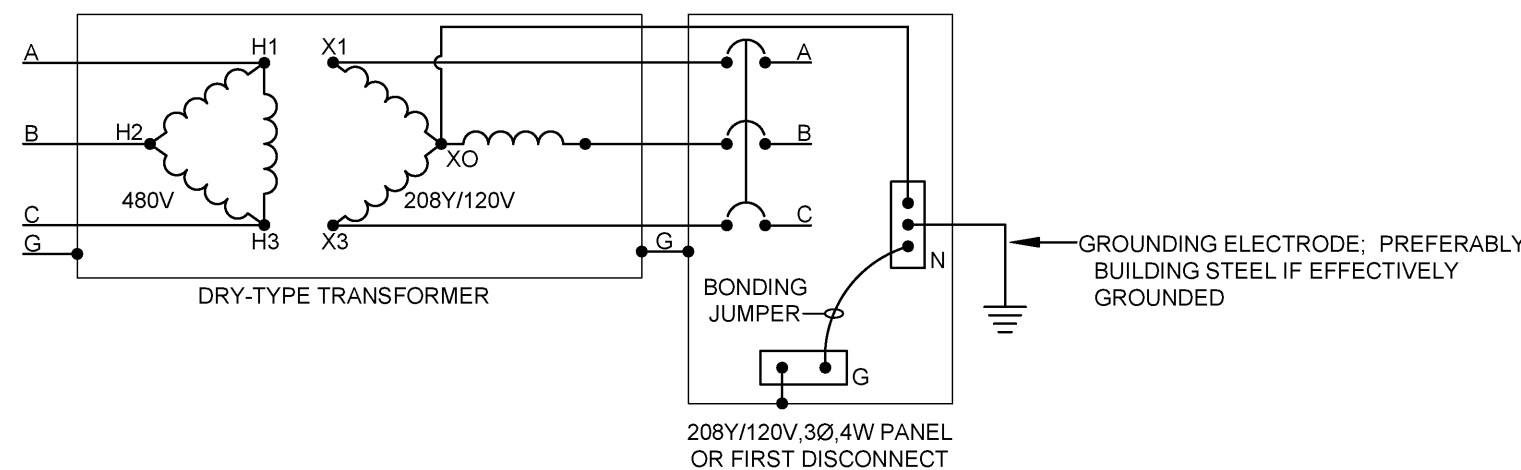 A
H1
X1
A
B
H2
XO
B
480V
208Y/120V
C
H3
X3
C
G
G
N
GROUNDING ELECTRODE; PREFERABLY
BUILDING STEEL IF EFFECTIVELY
GROUNDED
DRY-TYPE TRANSFORMER
BONDING
JUMPER
G
208Y/120V,3Ø,4W PANEL
OR FIRST DISCONNECT